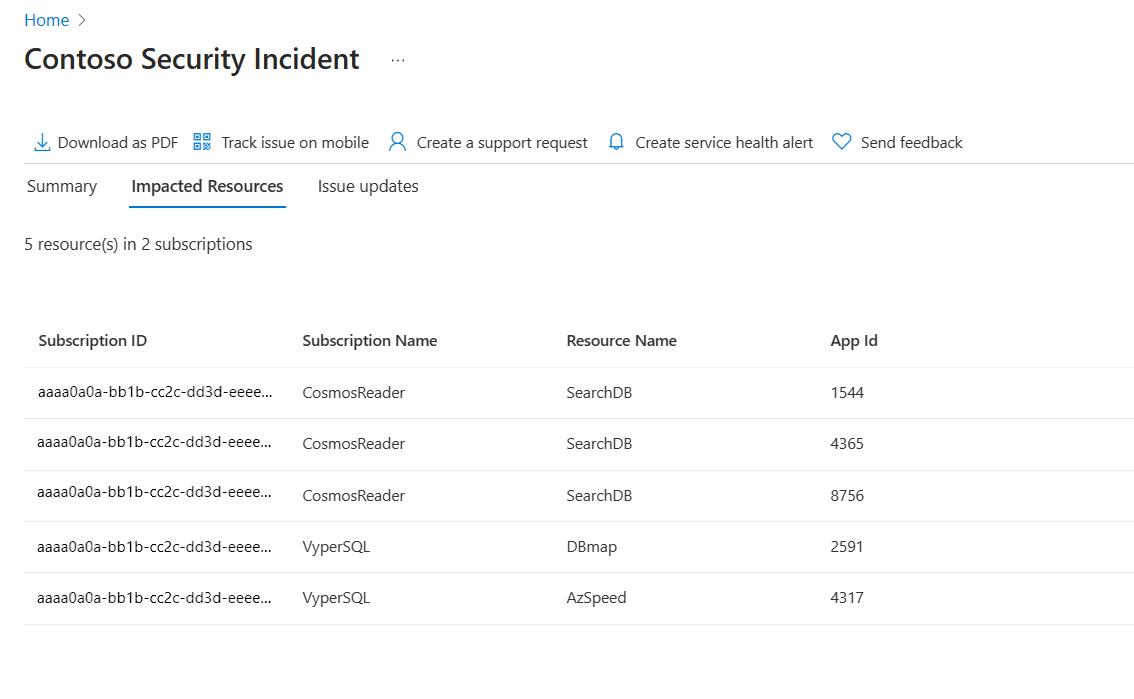 Home
Contoso Security Incident ...
Download as PDF Track issue on mobile Create a support request Create service health alert Send feedback
Summary Impacted Resources Issue updates
5 resource(s) in 2 subscriptions
Subscription ID Subscription Name Resource Name App Id
aaaa0a0a-bb1b-cc2c-dd3d-eeee... CosmosReader SearchDB 1544
aaaa0a0a-bb1b-cc2c-dd3d-eeee... CosmosReader SearchDB 4365
aaaa0a0a-bb1b-cc2c-dd3d-eeee... CosmosReader SearchDB 8756
aaaa0a0a-bb1b-cc2c-dd3d-eeee... VyperSQL DBmap 2591
aaaa0a0a-bb1b-cc2c-dd3d-eeee... VyperSQL AzSpeed 4317